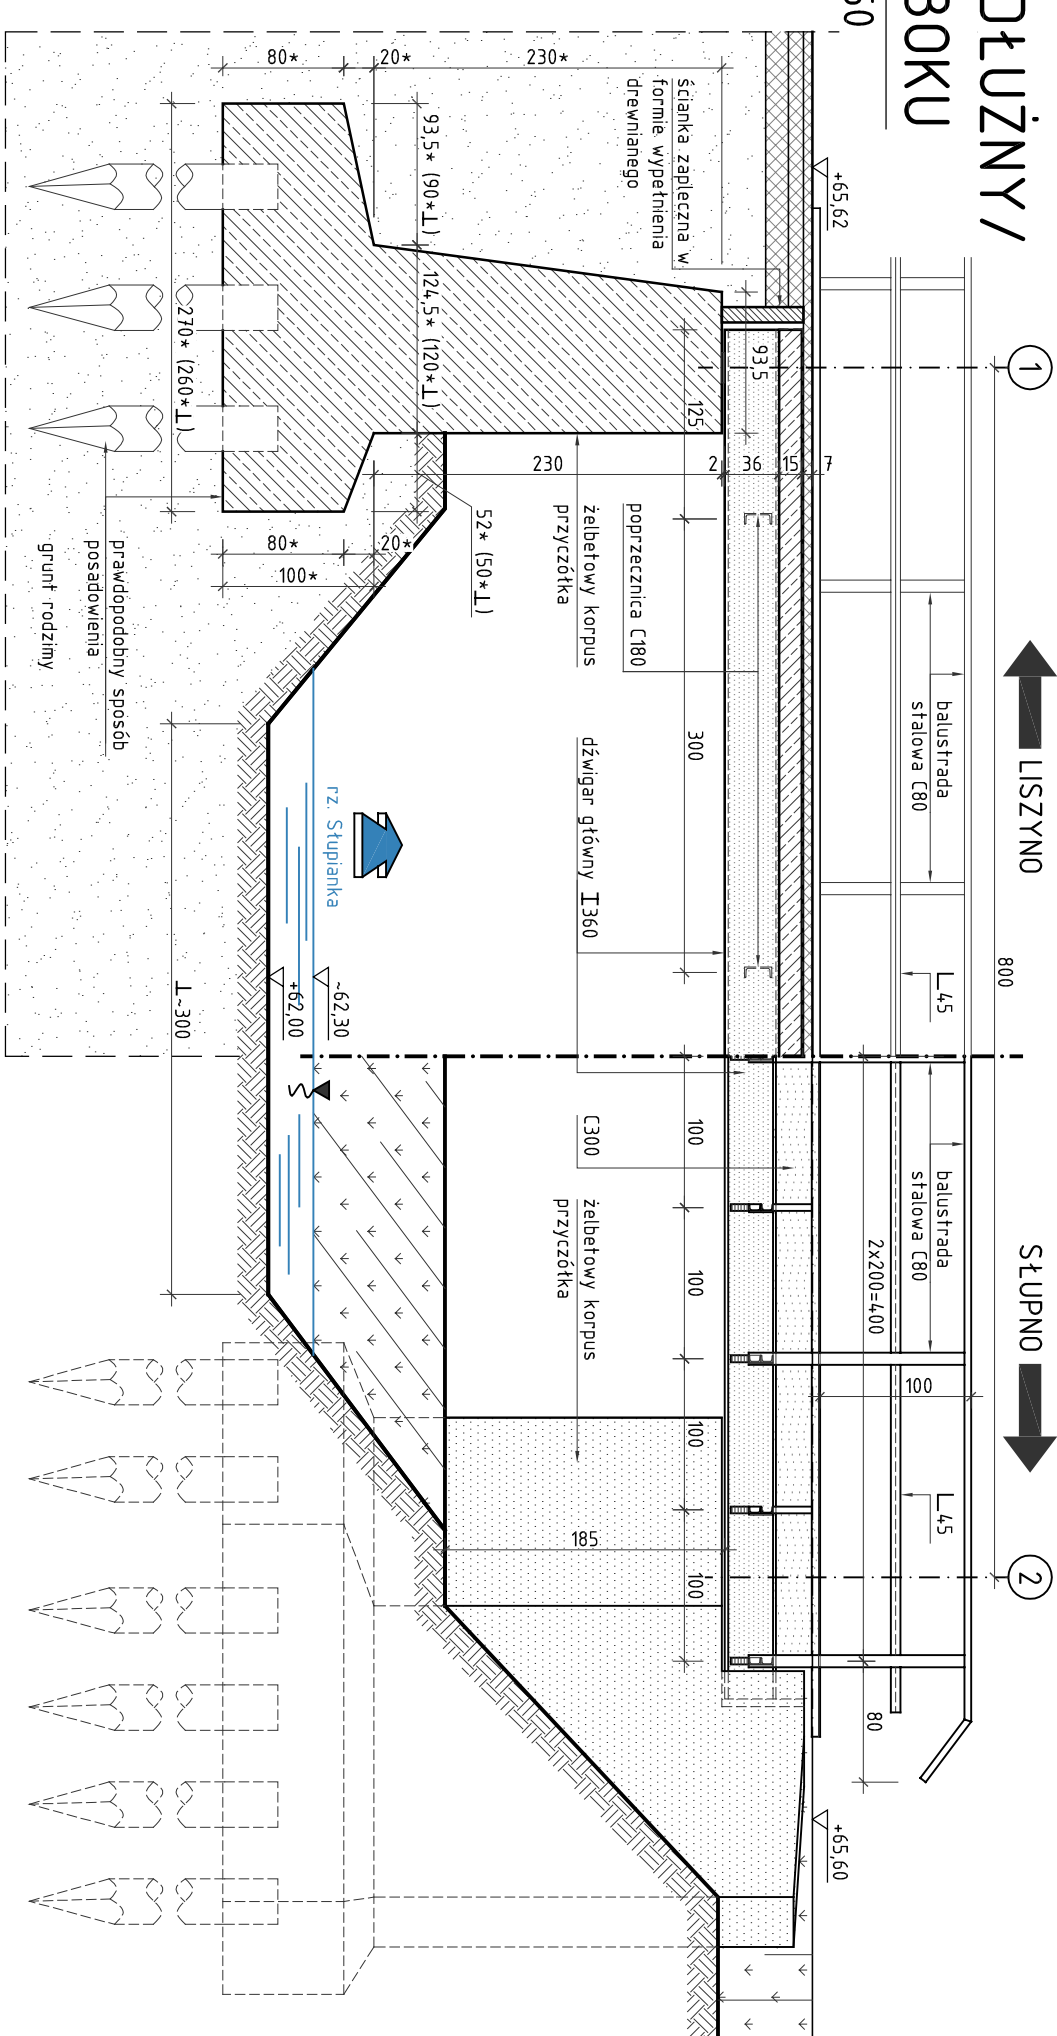 DŁUŻNY /
BOKU
50
LISZYNO
SŁUPNO
1
2
800
+65,62
+65,60
balustrada
stalowa C80
L45
balustrada
stalowa C80
L45
2x200=400
100
80
80*
20*
230*
ścianka zapleczna w
formie wypełnienia
drewnianego
93,5
125
300
100
100
100
100
230
2
36
15
7
93,5* (90*⊥)
124,5* (120*⊥)
52* (50*⊥)
270* (260*⊥)
80*
20*
100*
poprzecznica C180
żelbetowy korpus
przyczółka
dźwigar główny I360
C300
żelbetowy korpus
przyczółka
185
rz. Słupianka
~62,30
+62,00
⊥~300
prawdopodobny sposób
posadowienia
grunt rodzimy